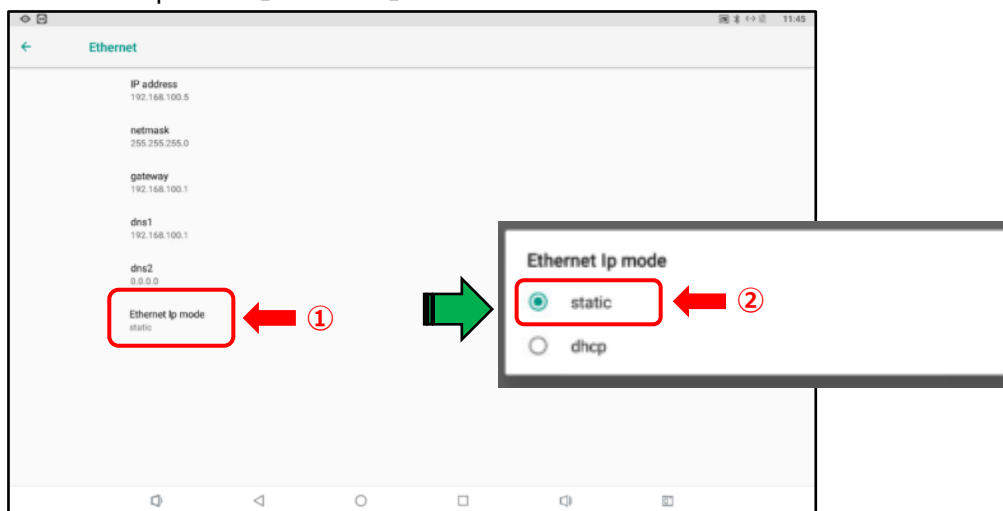 11:45
Ethernet
IP address
192.168.100.5
netmask
255.255.255.0
gateway
192.168.100.1
dns1
192.168.100.1
dns2
0.0.0.0
Ethernet Ip mode
static
①
Ethernet Ip mode
static
②
dhcp